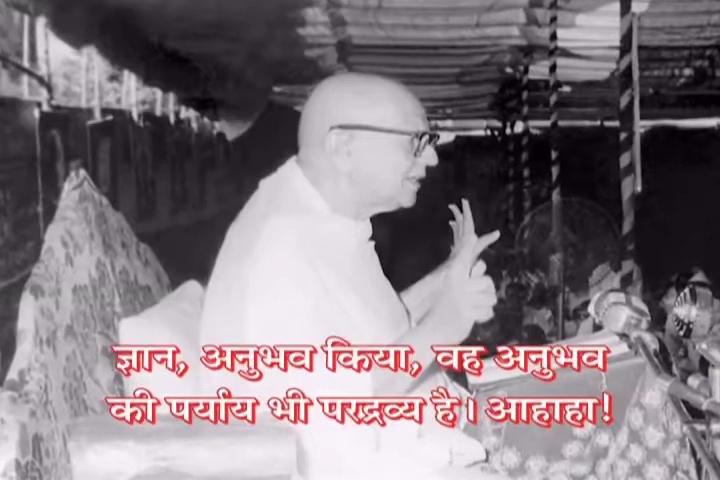 ज्ञान, अनुभव किया, वह अनुभव
की पर्याय भी परद्रव्य है। आहाहा!